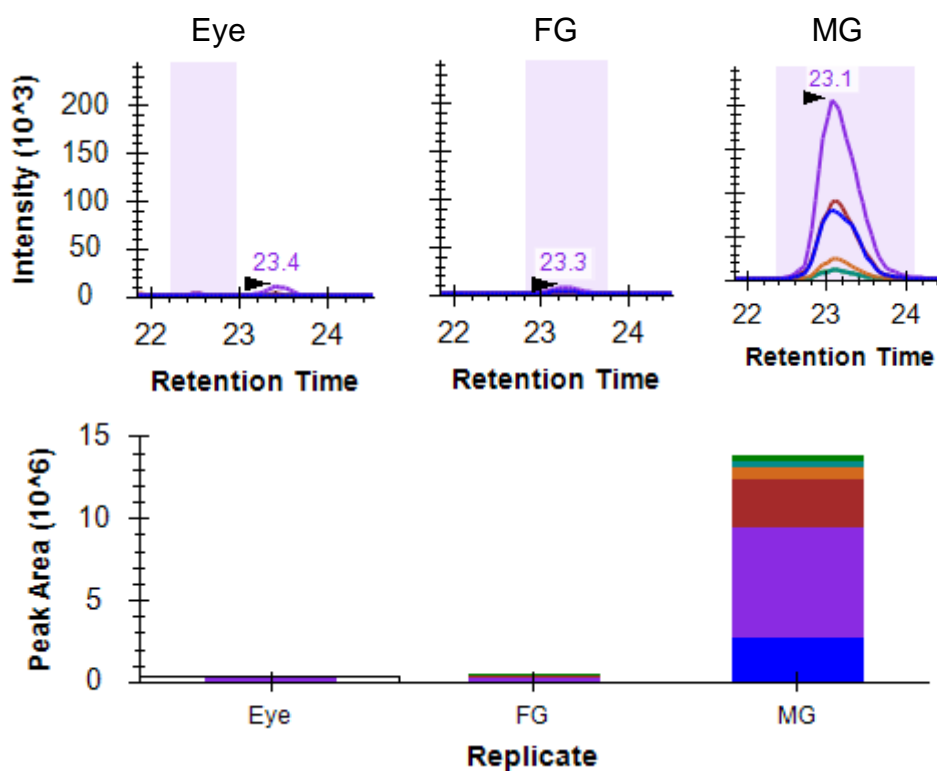 Eye FG MG
Intensity (10^3)
200
150
100
50
0
23.4
23.3
23.1
22 23 24
22 23 24
22 23 24
Retention Time
Retention Time
Retention Time
Peak Area (10^6)
15
10
5
0
Eye FG MG
Replicate